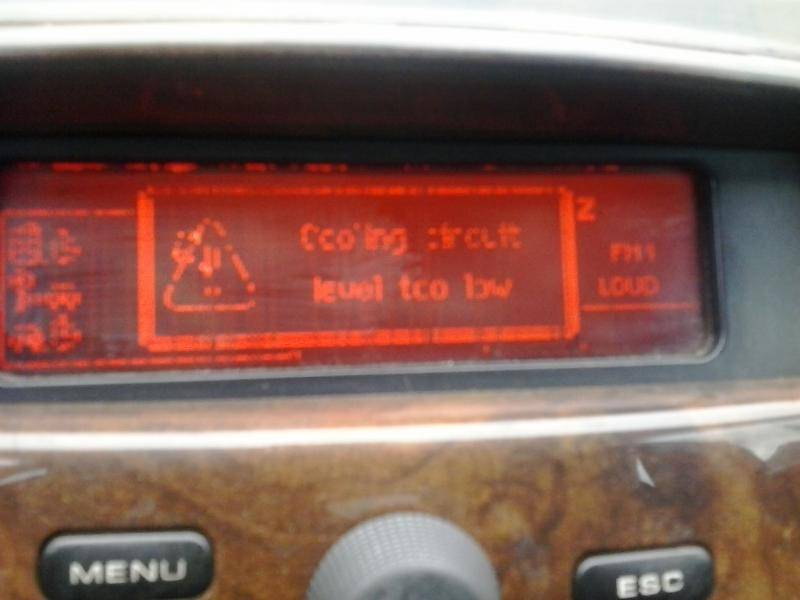 Cooling circuit
level too low
FM1
LOUD
MENU
ESC